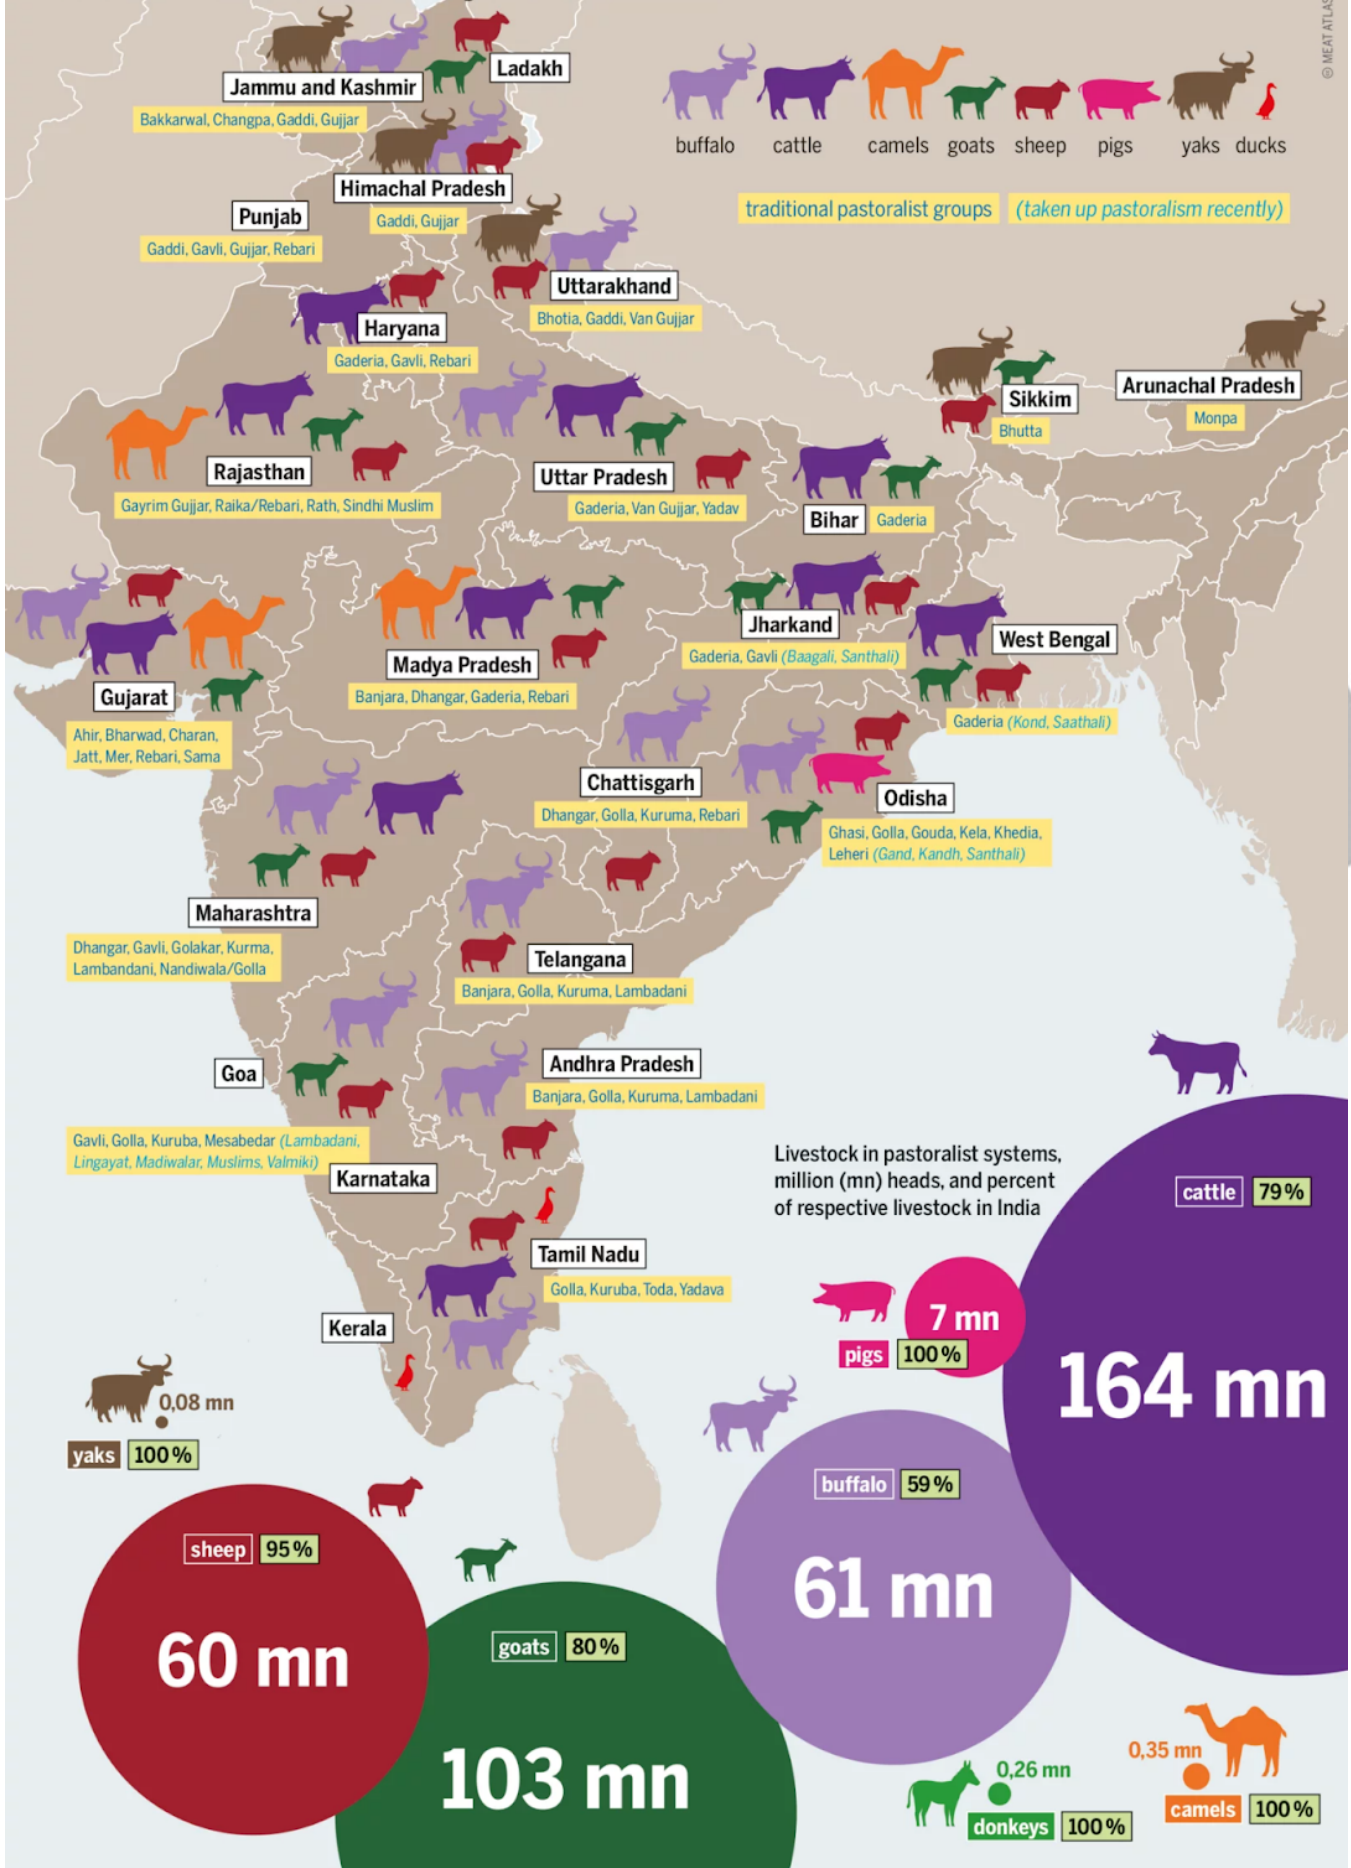 © MEAT ATLAS
Ladakh
Jammu and Kashmir
Bakkarwal, Changpa, Gaddi, Gujjar
buffalo
cattle
camels
goats
sheep
pigs
yaks
ducks
traditional pastoralist groups
(taken up pastoralism recently)
Himachal Pradesh
Gaddi, Gujjar
Punjab
Gaddi, Gavli, Gujjar, Rebari
Uttarakhand
Bhotia, Gaddi, Van Gujjar
Haryana
Gaderia, Gavli, Rebari
Sikkim
Bhutta
Arunachal Pradesh
Monpa
Rajasthan
Gayrim Gujjar, Raika/Rebari, Rath, Sindhi Muslim
Uttar Pradesh
Gaderia, Van Gujjar, Yadav
Bihar
Gaderia
Jharkand
Gaderia, Gavli (Baagali, Santhali)
West Bengal
Gaderia (Kond, Saathali)
Madya Pradesh
Banjara, Dhangar, Gaderia, Rebari
Gujarat
Ahir, Bharwad, Charan,
Jatt, Mer, Rebari, Sama
Chattisgarh
Dhangar, Golla, Kuruma, Rebari
Odisha
Ghasi, Golla, Gouda, Kela, Khedia,
Leheri (Gand, Kandh, Santhali)
Maharashtra
Dhangar, Gavli, Golakar, Kurma,
Lambandani, Nandiwala/Golla
Telangana
Banjara, Golla, Kuruma, Lambadani
Goa
Andhra Pradesh
Banjara, Golla, Kuruma, Lambadani
Gavli, Golla, Kuruba, Mesabedar (Lambadani,
Lingayat, Madiwalar, Muslims, Valmiki)
Karnataka
Tamil Nadu
Golla, Kuruba, Toda, Yadava
Kerala
Livestock in pastoralist systems,
million (mn) heads, and percent
of respective livestock in India
cattle 79 %
164 mn
7 mn
pigs 100 %
0,08 mn
yaks 100 %
buffalo 59 %
61 mn
sheep 95 %
60 mn
goats 80 %
103 mn
0,26 mn
donkeys 100 %
0,35 mn
camels 100 %